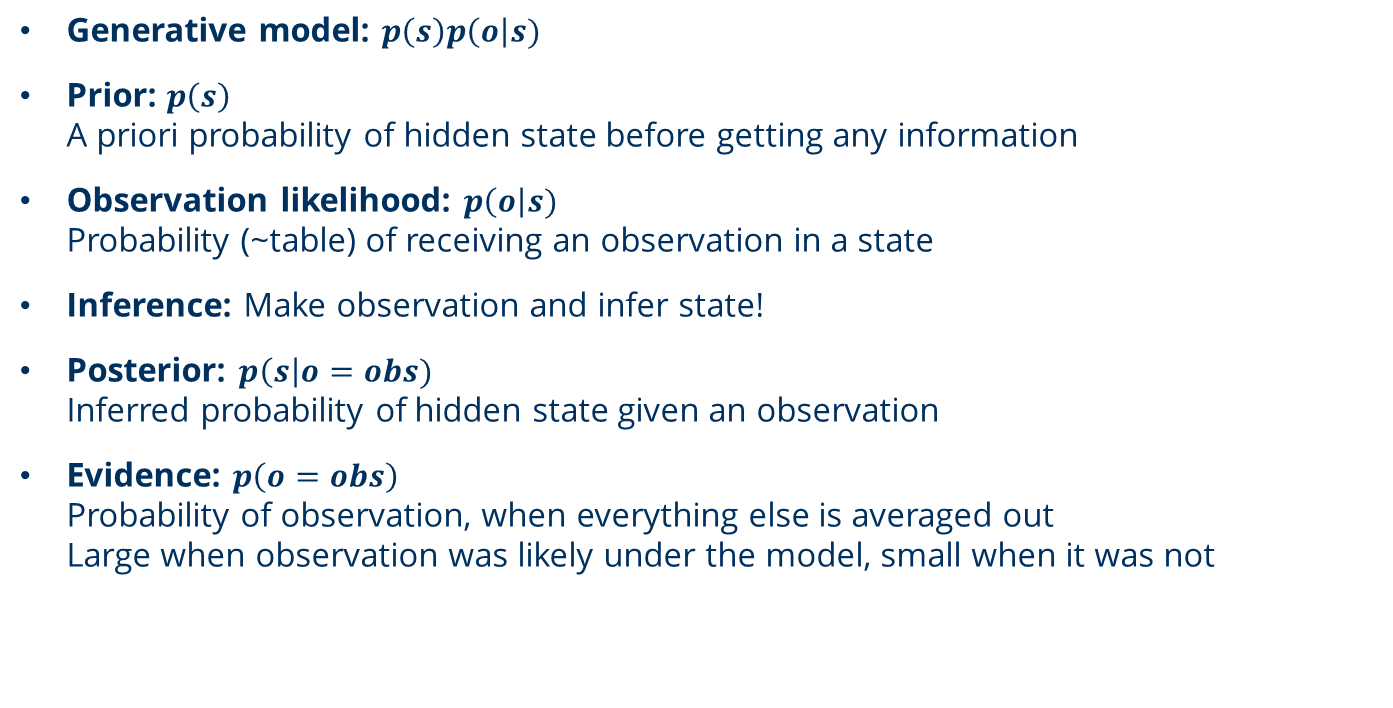 • Generative model: p(s)p(o|s)
• Prior: p(s)
A priori probability of hidden state before getting any information
• Observation likelihood: p(o|s)
Probability (~table) of receiving an observation in a state
• Inference: Make observation and infer state!
• Posterior: p(s|o = obs)
Inferred probability of hidden state given an observation
• Evidence: p(o = obs)
Probability of observation, when everything else is averaged out
Large when observation was likely under the model, small when it was not